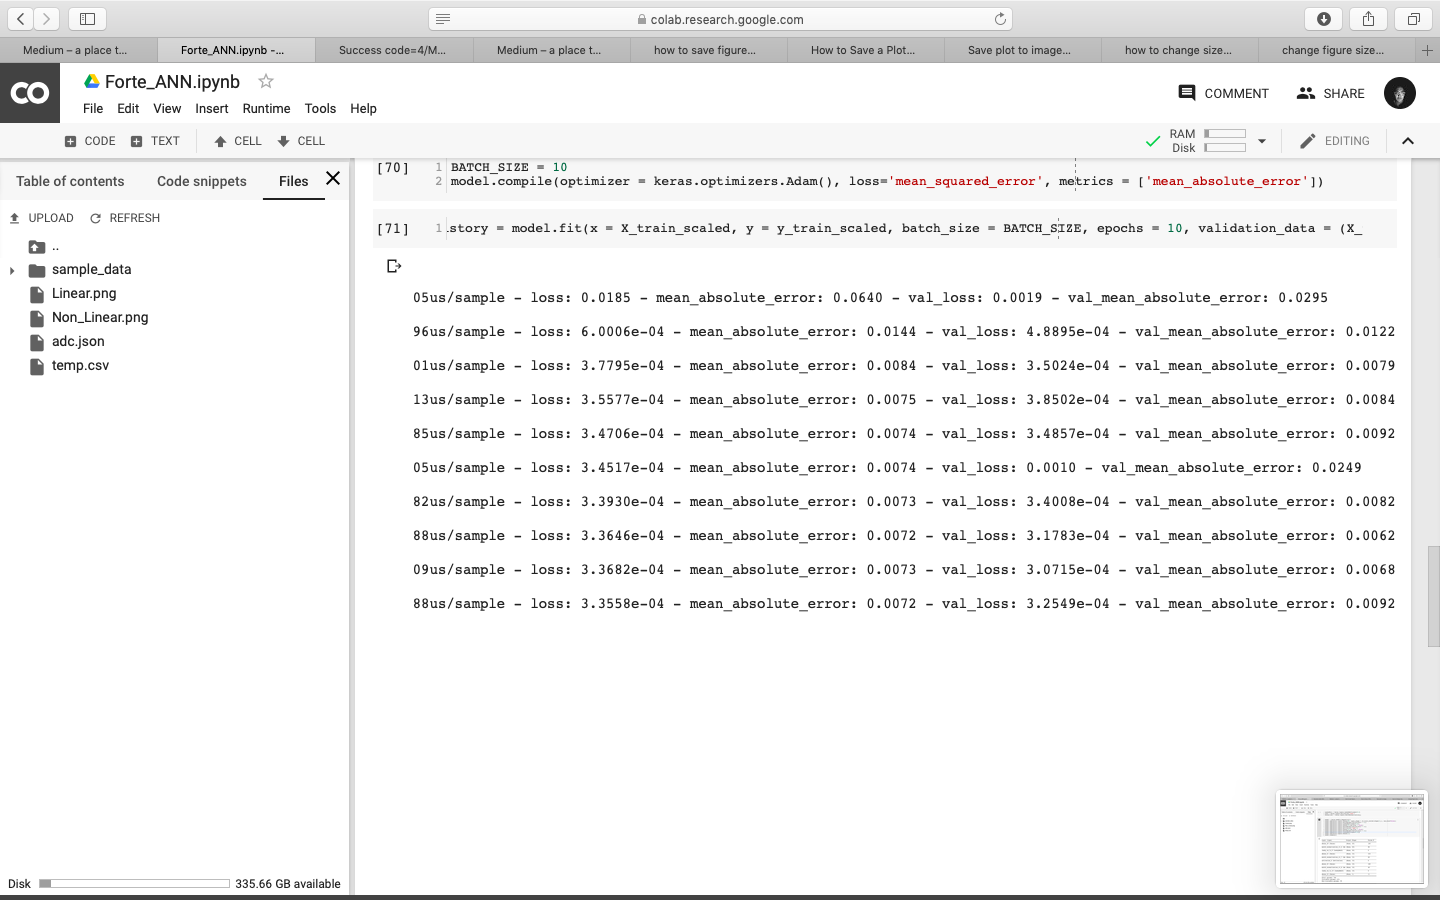 colab.research.google.com
Medium – a place t...
Forte_ANN.ipynb -...
Success code=4/M...
Medium – a place t...
how to save figure...
How to Save a Plot...
Save plot to image...
how to change size...
change figure size...
CO
Forte_ANN.ipynb
COMMENT
SHARE
File Edit View Insert Runtime Tools Help
CODE TEXT CELL CELL
RAM
Disk
EDITING
Table of contents Code snippets Files
UPLOAD REFRESH
..
sample_data
Linear.png
Non_Linear.png
adc.json
temp.csv
Disk 335.66 GB available
[70] 1 BATCH_SIZE = 10
2 model.compile(optimizer = keras.optimizers.Adam(), loss='mean_squared_error', metrics = ['mean_absolute_error'])
[71] 1 .story = model.fit(x = X_train_scaled, y = y_train_scaled, batch_size = BATCH_SIZE, epochs = 10, validation_data = (X_
05us/sample - loss: 0.0185 - mean_absolute_error: 0.0640 - val_loss: 0.0019 - val_mean_absolute_error: 0.0295
96us/sample - loss: 6.0006e-04 - mean_absolute_error: 0.0144 - val_loss: 4.8895e-04 - val_mean_absolute_error: 0.0122
01us/sample - loss: 3.7795e-04 - mean_absolute_error: 0.0084 - val_loss: 3.5024e-04 - val_mean_absolute_error: 0.0079
13us/sample - loss: 3.5577e-04 - mean_absolute_error: 0.0075 - val_loss: 3.8502e-04 - val_mean_absolute_error: 0.0084
85us/sample - loss: 3.4706e-04 - mean_absolute_error: 0.0074 - val_loss: 3.4857e-04 - val_mean_absolute_error: 0.0092
05us/sample - loss: 3.4517e-04 - mean_absolute_error: 0.0074 - val_loss: 0.0010 - val_mean_absolute_error: 0.0249
82us/sample - loss: 3.3930e-04 - mean_absolute_error: 0.0073 - val_loss: 3.4008e-04 - val_mean_absolute_error: 0.0082
88us/sample - loss: 3.3646e-04 - mean_absolute_error: 0.0072 - val_loss: 3.1783e-04 - val_mean_absolute_error: 0.0062
09us/sample - loss: 3.3682e-04 - mean_absolute_error: 0.0073 - val_loss: 3.0715e-04 - val_mean_absolute_error: 0.0068
88us/sample - loss: 3.3558e-04 - mean_absolute_error: 0.0072 - val_loss: 3.2549e-04 - val_mean_absolute_error: 0.0092